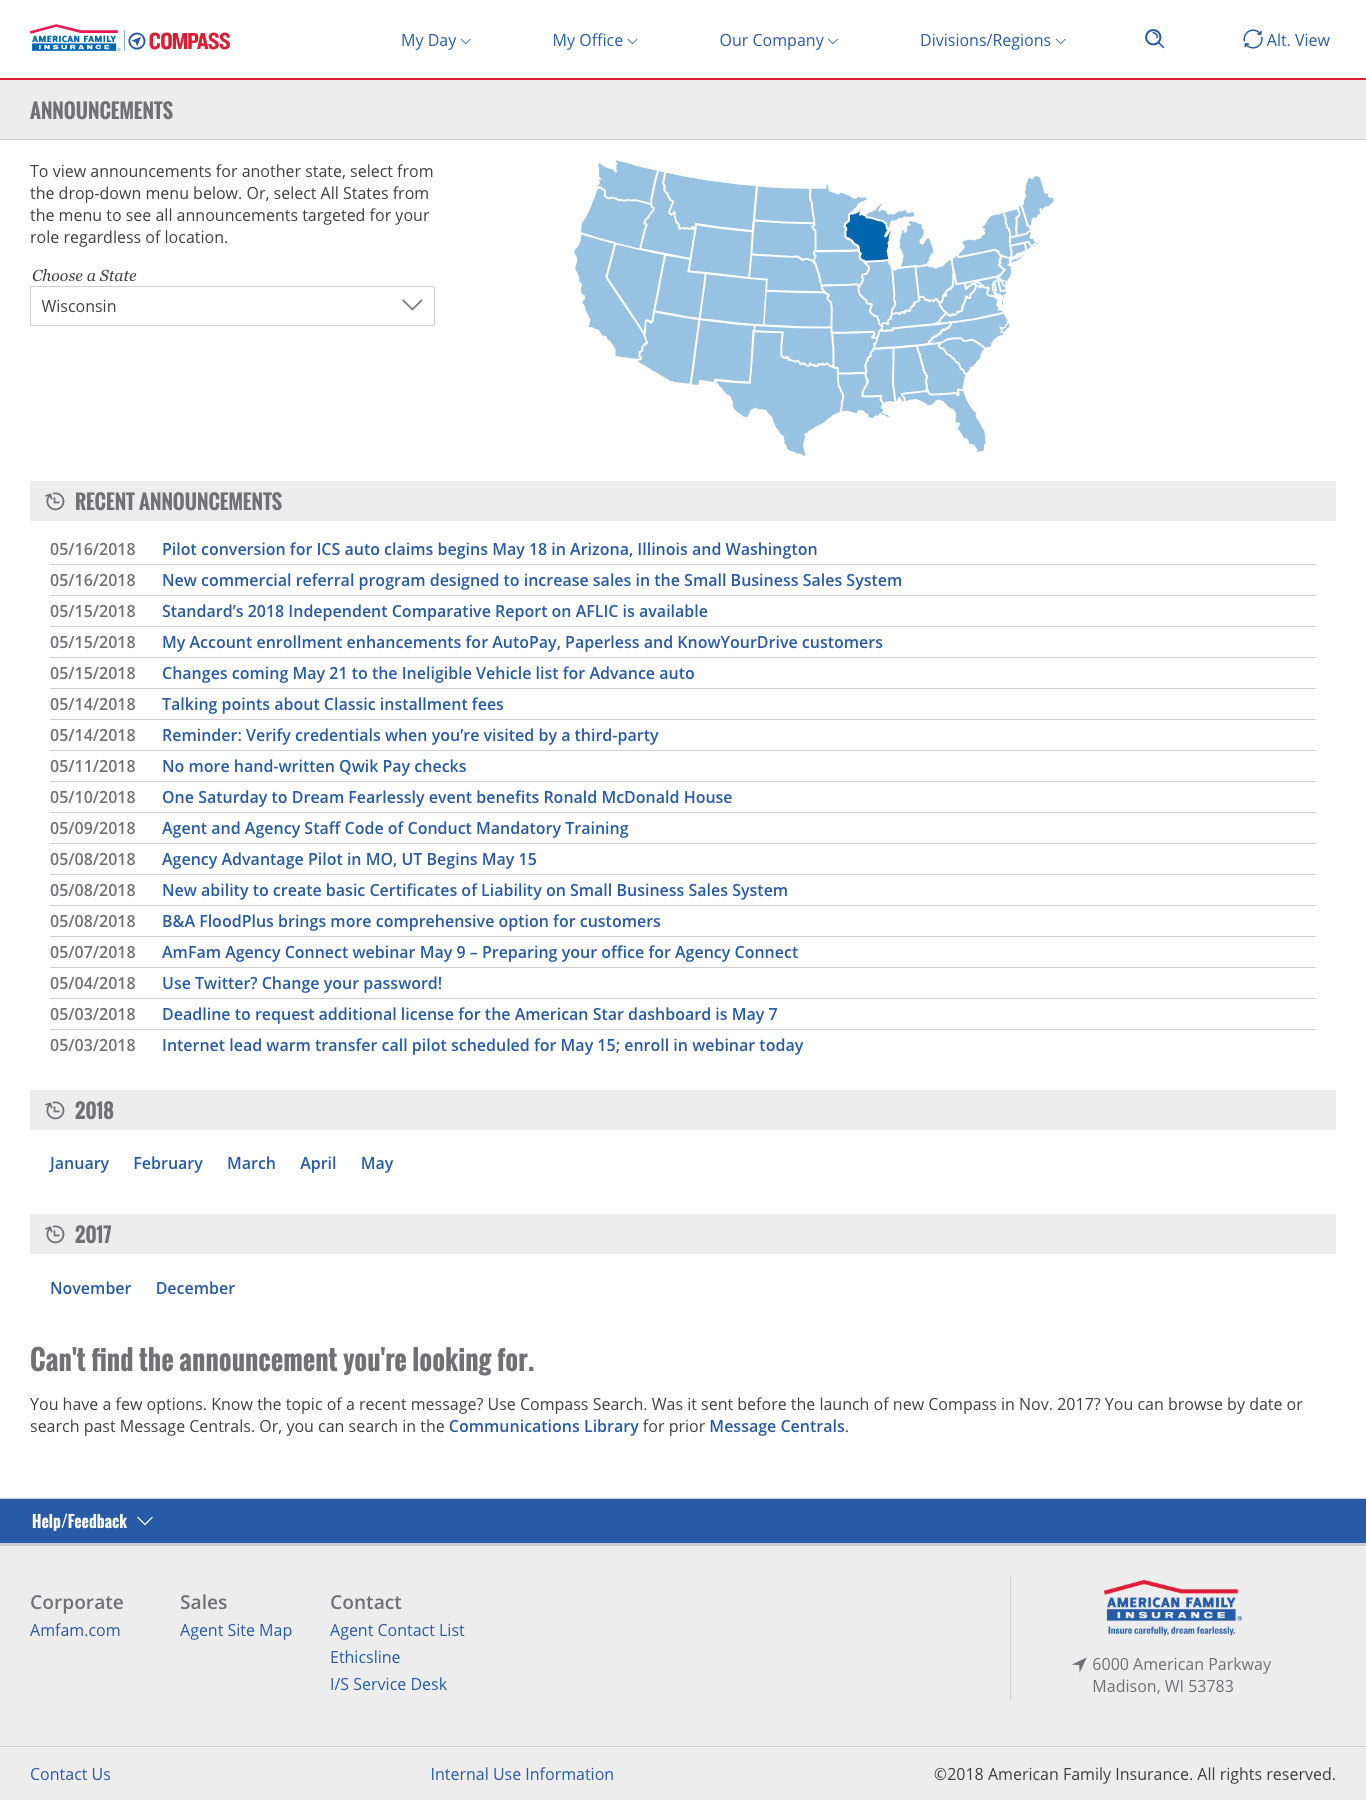 AMERICAN FAMILY
INSURANCE ®
COMPASS
My Day
My Office
Our Company
Divisions/Regions
Alt. View
ANNOUNCEMENTS
To view announcements for another state, select from
the drop-down menu below. Or, select All States from
the menu to see all announcements targeted for your
role regardless of location.
Choose a State
Wisconsin
RECENT ANNOUNCEMENTS
05/16/2018 Pilot conversion for ICS auto claims begins May 18 in Arizona, Illinois and Washington
05/16/2018 New commercial referral program designed to increase sales in the Small Business Sales System
05/15/2018 Standard’s 2018 Independent Comparative Report on AFLIC is available
05/15/2018 My Account enrollment enhancements for AutoPay, Paperless and KnowYourDrive customers
05/15/2018 Changes coming May 21 to the Ineligible Vehicle list for Advance auto
05/14/2018 Talking points about Classic installment fees
05/14/2018 Reminder: Verify credentials when you’re visited by a third-party
05/11/2018 No more hand-written Qwik Pay checks
05/10/2018 One Saturday to Dream Fearlessly event benefits Ronald McDonald House
05/09/2018 Agent and Agency Staff Code of Conduct Mandatory Training
05/08/2018 Agency Advantage Pilot in MO, UT Begins May 15
05/08/2018 New ability to create basic Certificates of Liability on Small Business Sales System
05/08/2018 B&A FloodPlus brings more comprehensive option for customers
05/07/2018 AmFam Agency Connect webinar May 9 – Preparing your office for Agency Connect
05/04/2018 Use Twitter? Change your password!
05/03/2018 Deadline to request additional license for the American Star dashboard is May 7
05/03/2018 Internet lead warm transfer call pilot scheduled for May 15; enroll in webinar today
2018
January February March April May
2017
November December
Can't find the announcement you're looking for.
You have a few options. Know the topic of a recent message? Use Compass Search. Was it sent before the launch of new Compass in Nov. 2017? You can browse by date or
search past Message Centrals. Or, you can search in the Communications Library for prior Message Centrals.
Help/Feedback
Corporate
Amfam.com
Sales
Agent Site Map
Contact
Agent Contact List
Ethicsline
I/S Service Desk
AMERICAN FAMILY
INSURANCE ®
Insure carefully, dream fearlessly.
6000 American Parkway
Madison, WI 53783
Contact Us
Internal Use Information
©2018 American Family Insurance. All rights reserved.